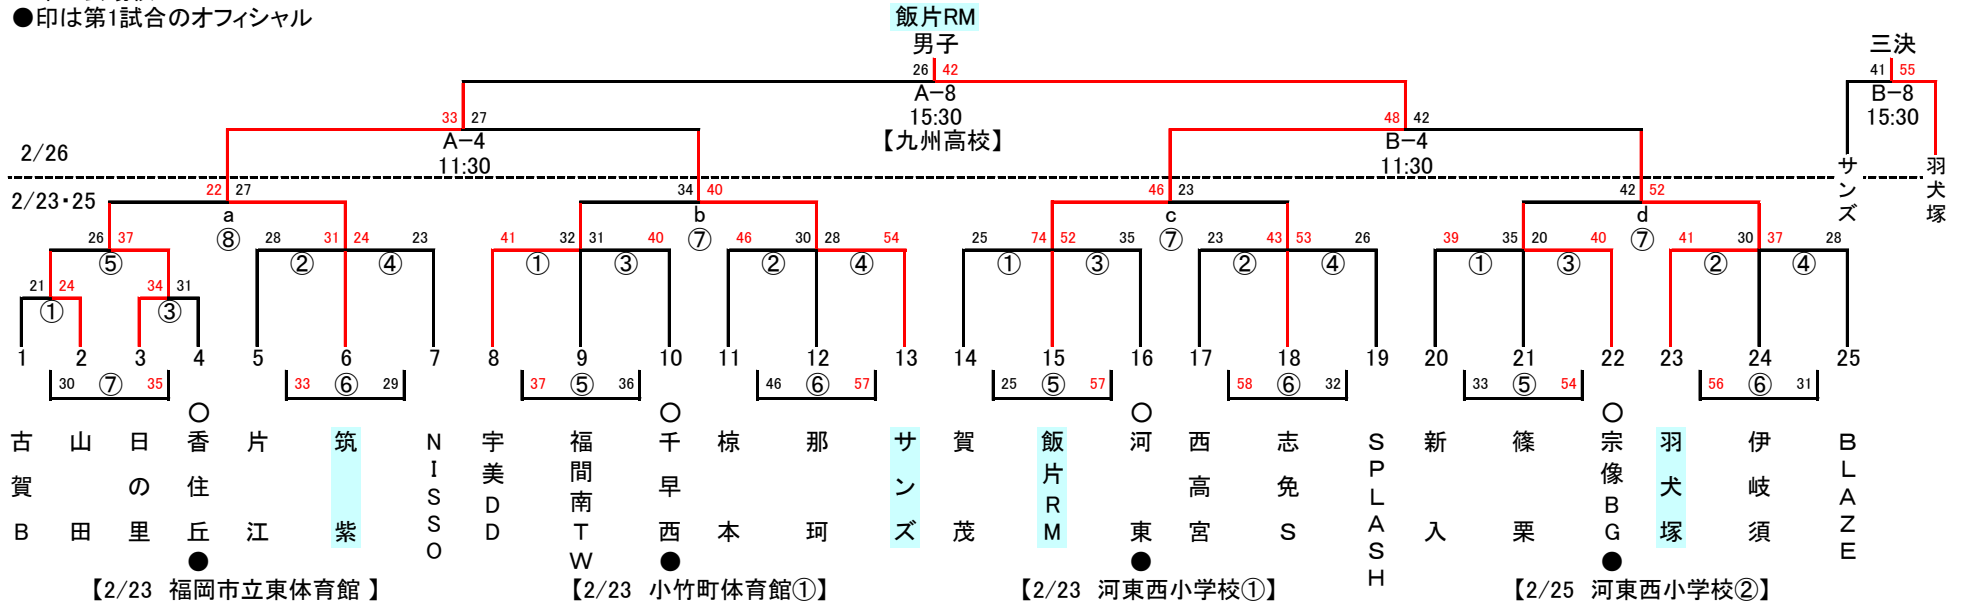 ●印は第1試合のオフィシャル
飯片RM
男子
三決
26 42
41 55
A-8
B-8
15:30
15:30
【九州高校】
33 27
48 42
A-4
B-4
11:30
11:30
2/26
サンズ
羽犬塚
2/23・25
22 27
34 40
46 23
42 52
a
b
c
d
⑧
⑦
⑦
⑦
26 37 28 31 24 23 41 32 31 40 46 30 28 54 25 74 52 35 23 43 53 26 39 35 20 40 41 30 37 28
⑤ ② ④ ① ③ ② ④ ① ③ ② ④ ① ③ ② ④
21 24 34 31
① ③
1 2 3 4 5 6 7 8 9 10 11 12 13 14 15 16 17 18 19 20 21 22 23 24 25
30 ⑦ 35 33 ⑥ 29 37 ⑤ 36 46 ⑥ 57 25 ⑤ 57 58 ⑥ 32 33 ⑤ 54 56 ⑥ 31
○ ○ ○ ○
古賀B
山田
日の里
香住丘
片江
筑紫
NISSO
宇美DD
福間南TW
千早西
椋本
那珂
サンズ
賀茂
飯片RM
河東
西高宮
志免S
SPLASH
新入
篠栗
宗像BG
羽犬塚
伊岐須
BLAZE
● ● ● ●
【2/23 福岡市立東体育館 】
【2/23 小竹町体育館①】
【2/23 河東西小学校①】
【2/25 河東西小学校②】